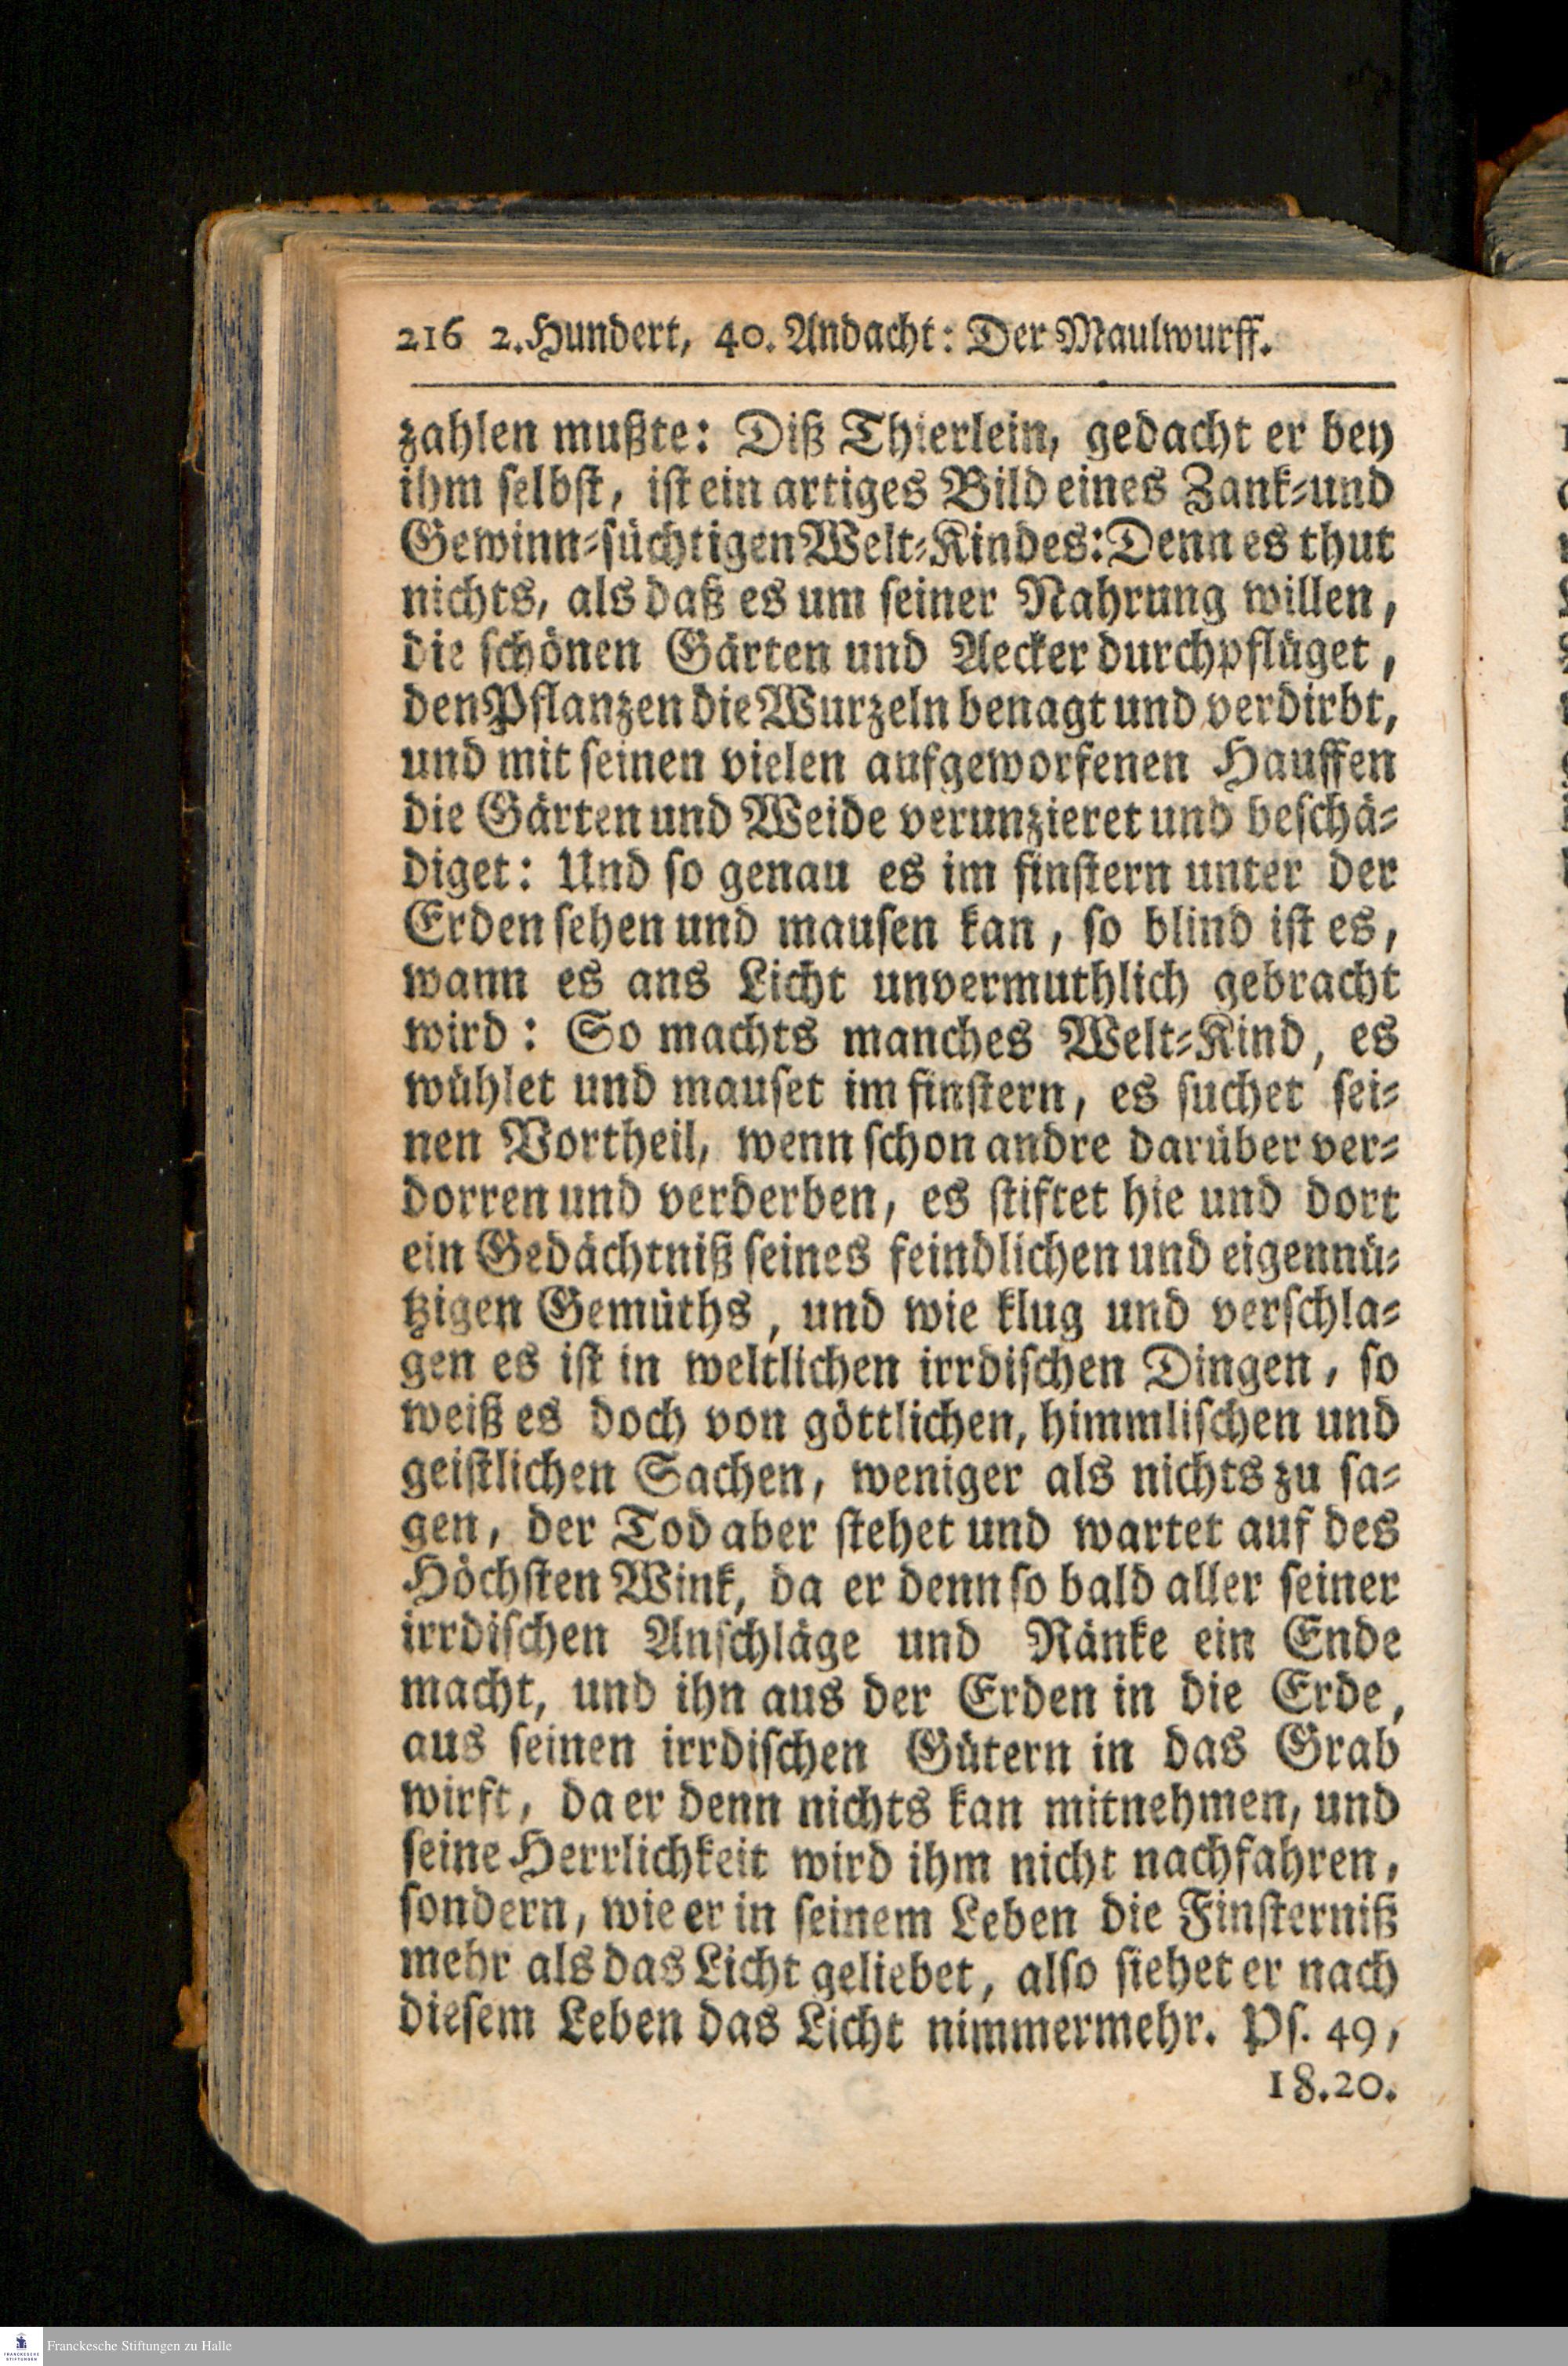 216 2. Hundert, 40. Andacht: Der Maulwurff.
zahlen mußte: Diß Thierlein, gedacht er bey
ihm selbst, ist ein artiges Bild eines Zank- und
Gewinn-süchtigen Welt-Kindes: Denn es thut
nichts, als daß es um seiner Nahrung willen,
die schönen Gärten und Aecker durchpflüget,
den Pflanzen die Wurzeln benagt und verdirbt,
und mit seinen vielen aufgeworfenen Hauffen
die Gärten und Weide verunzieret und beschä-
diget: Und so genau es im finstern unter der
Erden sehen und mausen kan, so blind ist es,
wann es ans Licht unvermuthlich gebracht
wird: So machts manches Welt-Kind, es
wühlet und mauset im finstern, es suchet sei-
nen Vortheil, wenn schon andre darüber ver-
dorren und verderben, es stiftet hie und dort
ein Gedächtniß seines feindlichen und eigennü-
tzigen Gemüths, und wie klug und verschla-
gen es ist in weltlichen irrdischen Dingen, so
weiß es doch von göttlichen, himmlischen und
geistlichen Sachen, weniger als nichts zu sa-
gen, der Tod aber stehet und wartet auf des
Höchsten Wink, da er denn so bald aller seiner
irrdischen Anschläge und Ränke ein Ende
macht, und ihn aus der Erden in die Erde,
aus seinen irrdischen Gütern in das Grab
wirft, da er denn nichts kan mitnehmen, und
seine Herrlichkeit wird ihm nicht nachfahren,
sondern, wie er in seinem Leben die Finsterniß
mehr als das Licht geliebet, also siehet er nach
diesem Leben das Licht nimmermehr. Ps. 49,
18.20.
Franckesche Stiftungen zu Halle
FRANCKESCHE
STIFTUNGEN